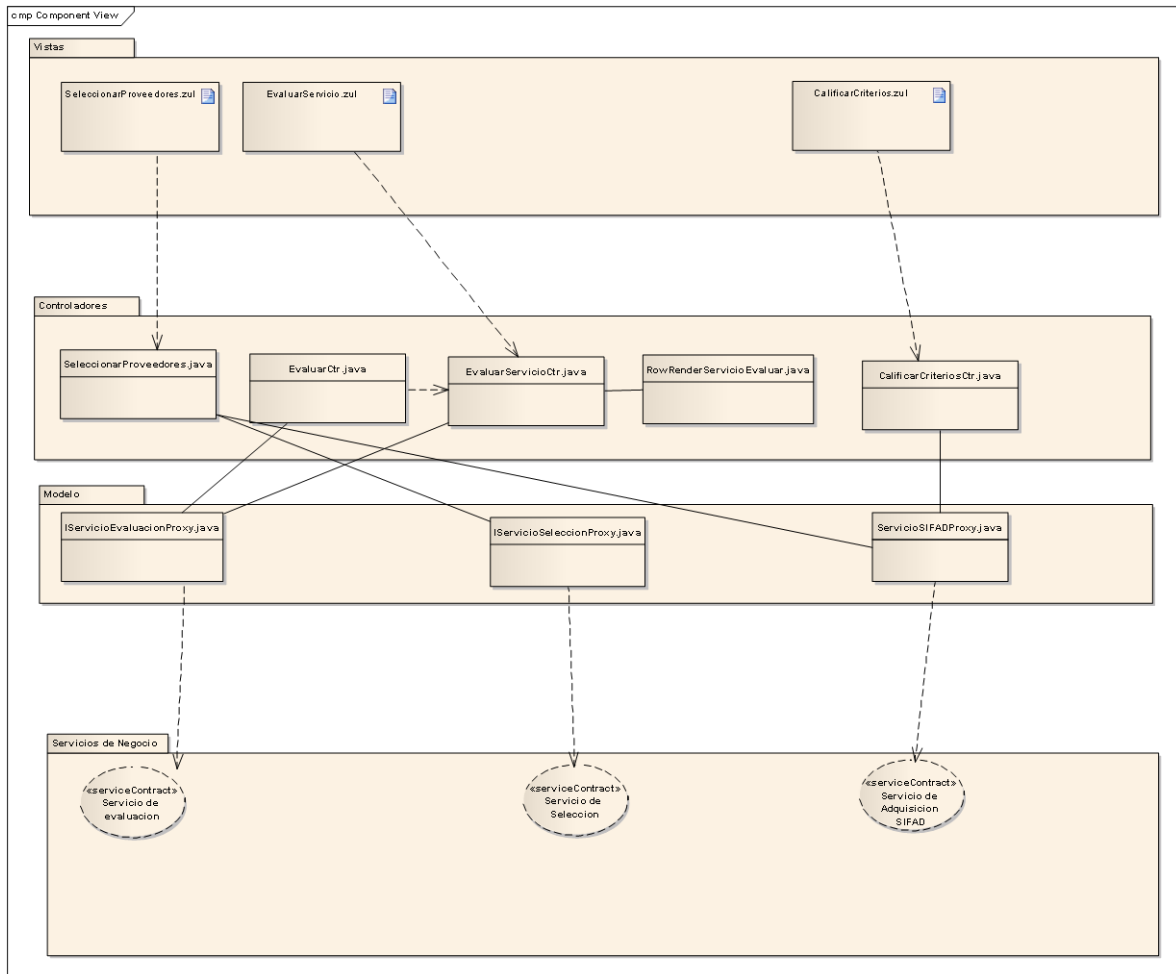 cmp Component View
Vistas
SeleccionarProveedores.zul
EvaluarServicio.zul
CalificarCriterios.zul
Controladores
SeleccionarProveedores.java
EvaluarCtr.java
EvaluarServicioCtr.java
RowRenderServicioEvaluar.java
CalificarCriteriosCtr.java
Modelo
IServicioEvaluacionProxy.java
IServicioSeleccionProxy.java
ServicioSIFADProxy.java
Servicios de Negocio
«serviceContract»
Servicio de
evaluacion
«serviceContract»
Servicio de
Seleccion
«serviceContract»
Servicio de
Adquisicion
SIFAD